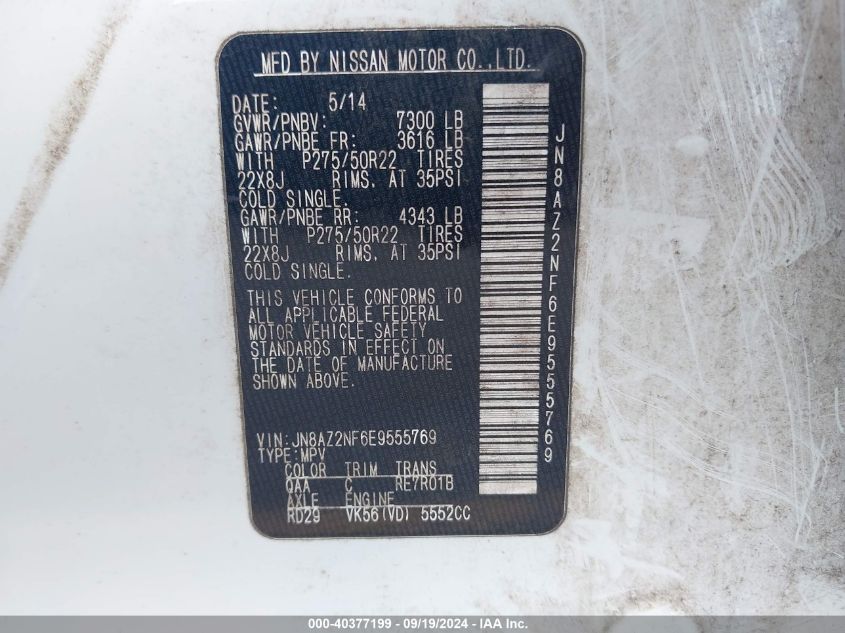 MFD BY NISSAN MOTOR CO.,LTD.
DATE: 5/14
GVWR/PNBV: 7300 LB
GAWR/PNBE FR: 3616 LB
WITH P275/50R22 TIRES
22X8J RIMS, AT 35PSI
COLD SINGLE.
GAWR/PNBE RR: 4343 LB
WITH P275/50R22 TIRES
22X8J RIMS, AT 35PSI
COLD SINGLE.
THIS VEHICLE CONFORMS TO
ALL APPLICABLE FEDERAL
MOTOR VEHICLE SAFETY
STANDARDS IN EFFECT ON
THE DATE OF MANUFACTURE
SHOWN ABOVE.
VIN:JN8AZ2NF6E9555769
TYPE:MPV
COLOR TRIM TRANS
QAA C RE7R01B
AXLE ENGINE
RD29 VK56(VD) 5552CC
JN8AZ2NF6E9555769
000-40377199 - 09/19/2024 - IAA Inc.